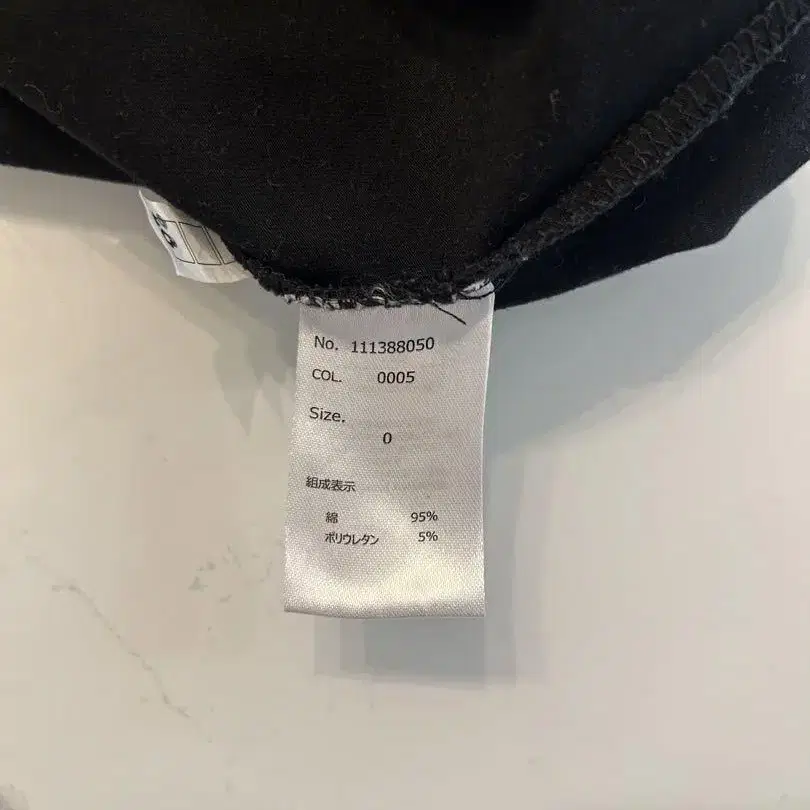 No. 111388050
COL. 0005
Size.
0
組成表示
綿 95%
ポリウレタン 5%